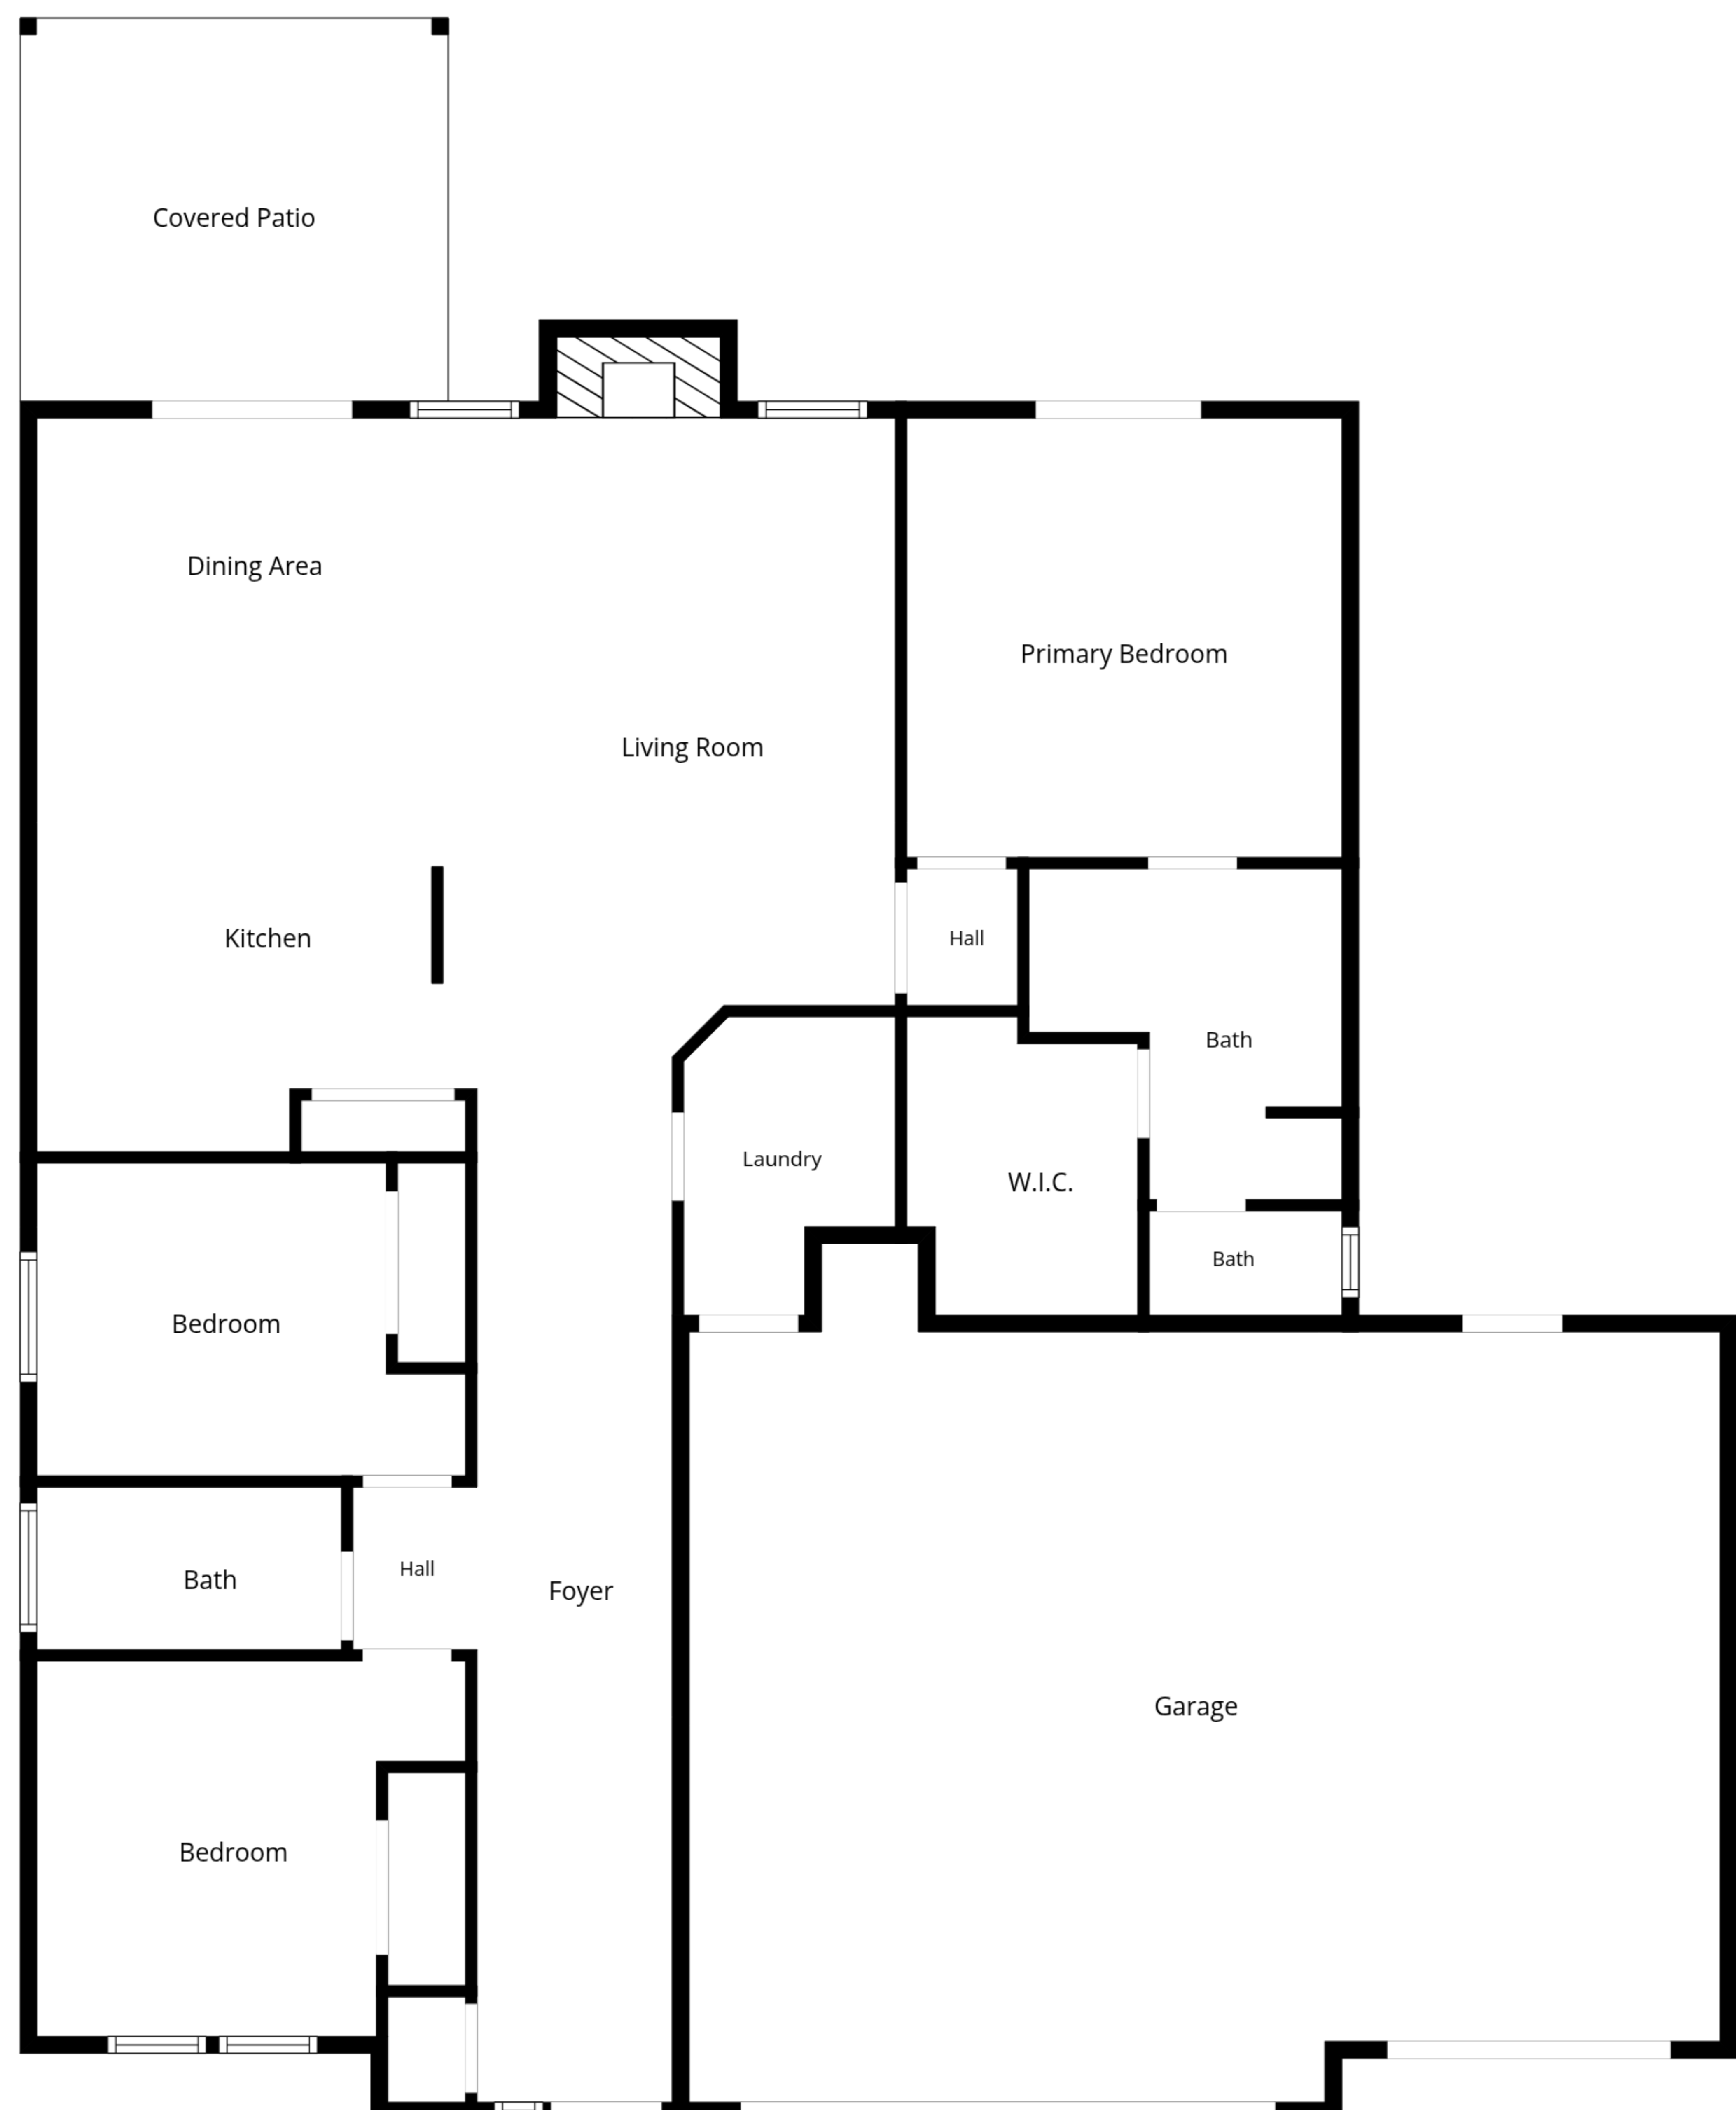 Covered Patio
Dining Area
Primary Bedroom
Living Room
Kitchen
Hall
Bath
Laundry
W.I.C.
Bath
Bedroom
Bath
Hall
Foyer
Garage
Bedroom